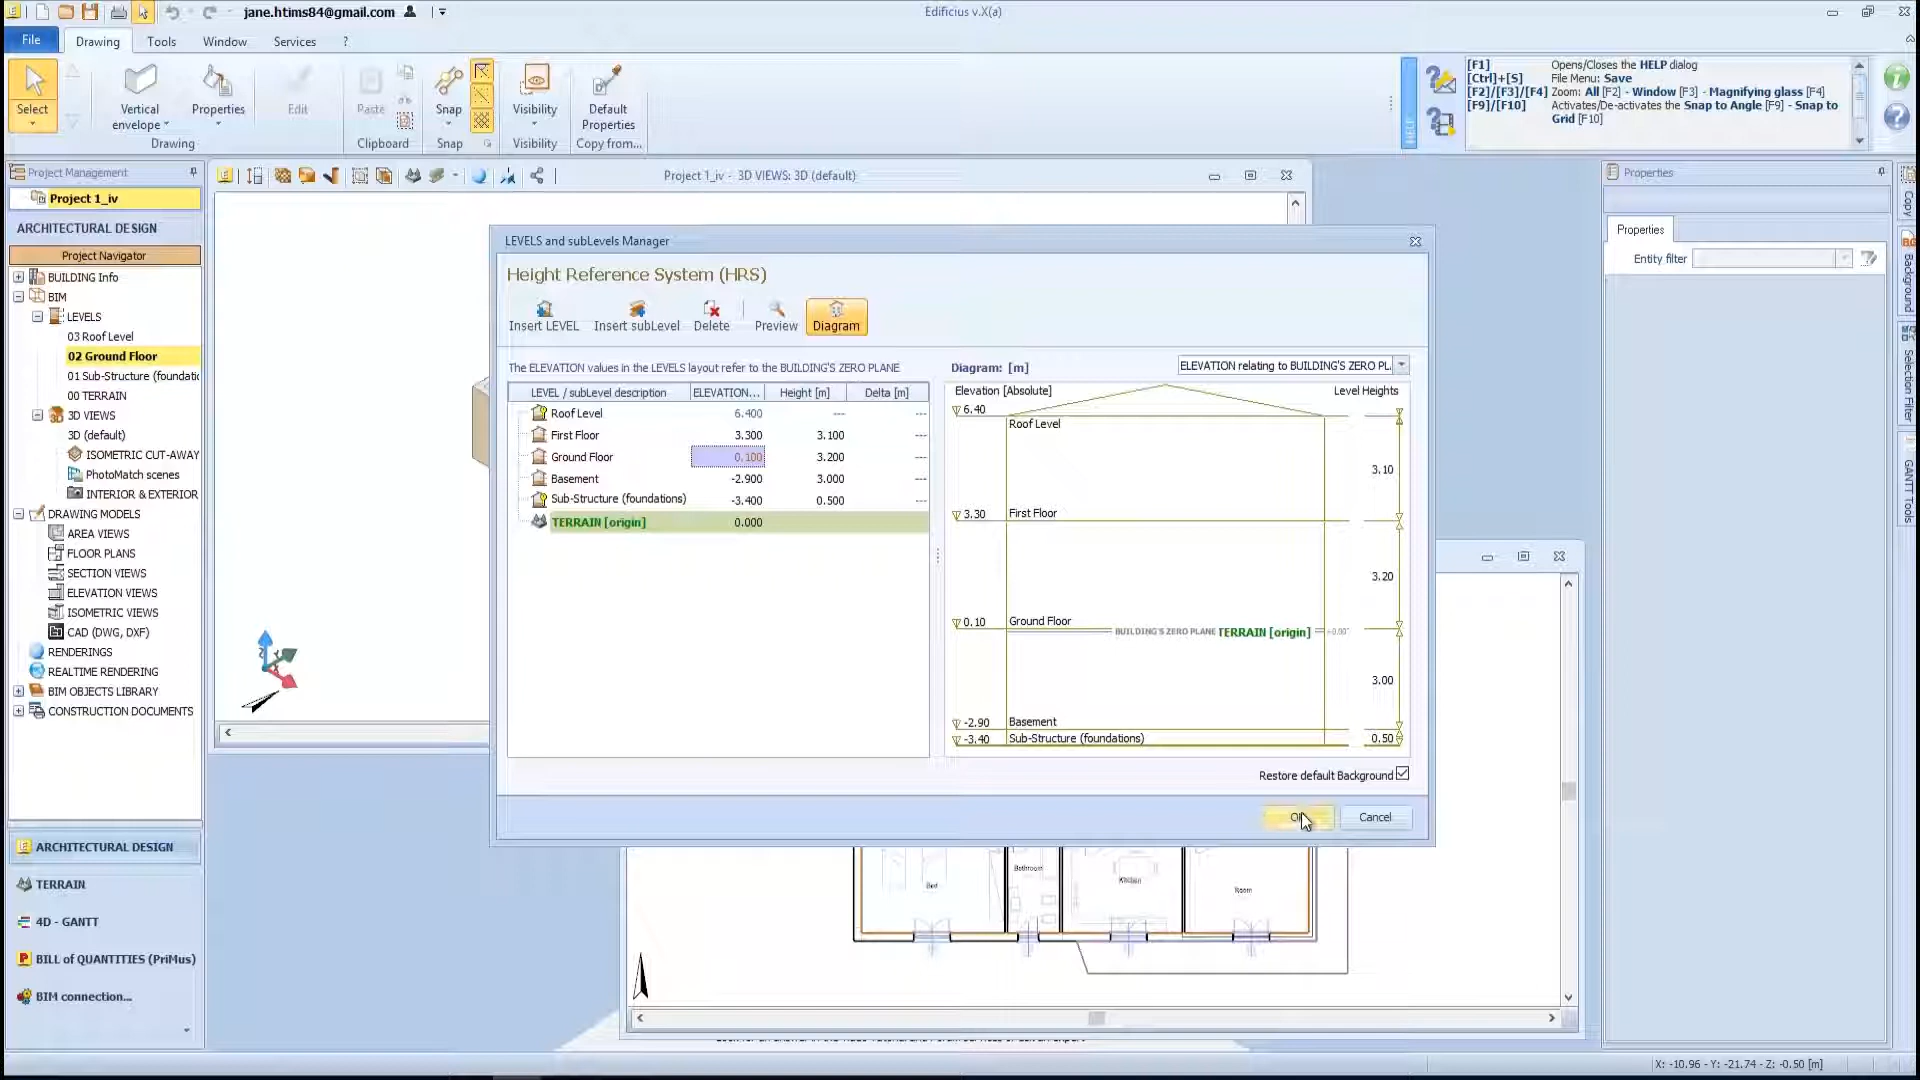 jane.htims84@gmail.com
Edificius v.X(a)
File
Drawing
Tools
Window
Services
?
Select
Vertical envelope
Properties
Edit
Drawing
Paste
Clipboard
Snap
Snap
Visibility
Visibility
Default Properties
Copy from...
HELP
[F1] Opens/Closes the HELP dialog
[Ctrl]+[S] File Menu: Save
[F2]/[F3]/[F4] Zoom: All [F2] - Window [F3] - Magnifying glass [F4]
[F9]/[F10] Activates/De-activates the Snap to Angle [F9] - Snap to
Grid [F10]
Project Management
Project 1_iv
ARCHITECTURAL DESIGN
Project Navigator
BUILDING Info
BIM
LEVELS
03 Roof Level
02 Ground Floor
01 Sub-Structure (foundatic
00 TERRAIN
3D VIEWS
3D (default)
ISOMETRIC CUT-AWAY
PhotoMatch scenes
INTERIOR & EXTERIOR
DRAWING MODELS
AREA VIEWS
FLOOR PLANS
SECTION VIEWS
ELEVATION VIEWS
ISOMETRIC VIEWS
CAD (DWG, DXF)
RENDERINGS
REALTIME RENDERING
BIM OBJECTS LIBRARY
CONSTRUCTION DOCUMENTS
ARCHITECTURAL DESIGN
TERRAIN
4D - GANTT
BILL of QUANTITIES (PriMus)
BIM connection...
Project 1_iv - 3D VIEWS: 3D (default)
LEVELS and subLevels Manager
Height Reference System (HRS)
Insert LEVEL
Insert subLevel
Delete
Preview
Diagram
The ELEVATION values in the LEVELS layout refer to the BUILDING'S ZERO PLANE
LEVEL / subLevel description ELEVATION... Height [m] Delta [m]
Roof Level 6.400 --- ---
First Floor 3.300 3.100 ---
Ground Floor 0.100 3.200 ---
Basement -2.900 3.000 ---
Sub-Structure (foundations) -3.400 0.500 ---
TERRAIN [origin] 0.000
Diagram: [m]
ELEVATION relating to BUILDING'S ZERO PL.
Elevation [Absolute]
Level Heights
6.40
Roof Level
3.10
3.30 First Floor
3.20
0.10 Ground Floor
BUILDING'S ZERO PLANE TERRAIN [origin]
3.00
-2.90 Basement
-3.40 Sub-Structure (foundations) 0.50
Restore default Background
Cancel
Bed
Bathroom
Kitchen
Room
Properties
Properties
Entity filter
Copy
Background
Selection Filter
GANTT Tools
X: -10.96 - Y: -21.74 - Z: -0.50 [m]